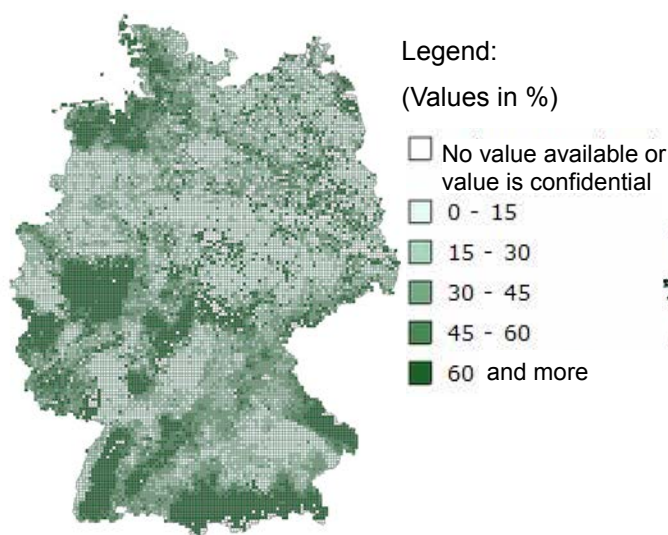 Legend:
(Values in %)
No value available or
value is confidential
0 - 15
15 - 30
30 - 45
45 - 60
60 and more